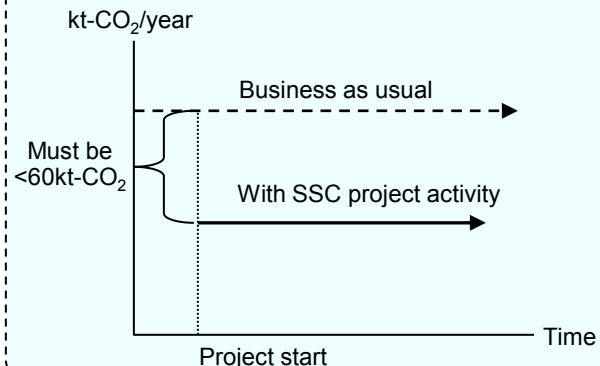 kt-CO₂/year
Business as usual
Must be
<60kt-CO₂
With SSC project activity
Time
Project start